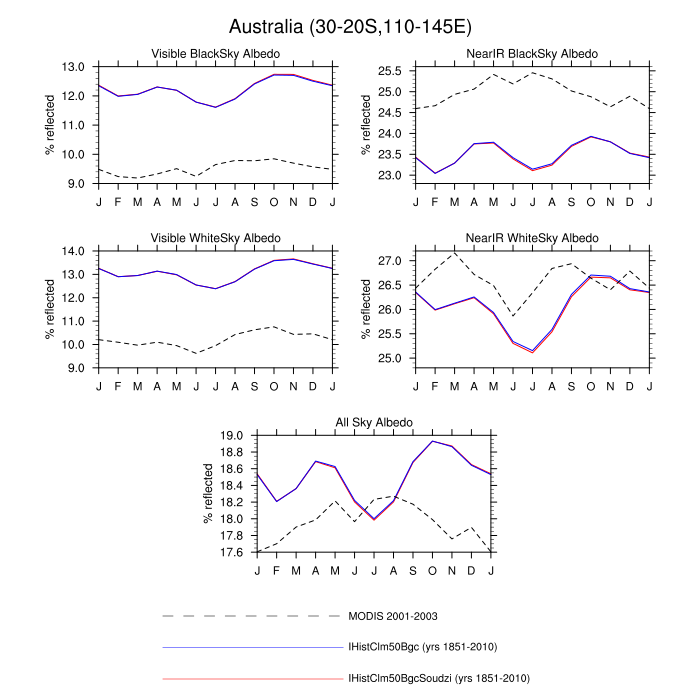 Australia (30-20S,110-145E)
Visible BlackSky Albedo
% reflected
13.0
12.0
11.0
10.0
9.0
J F M A M J J A S O N D J
NearIR BlackSky Albedo
% reflected
25.5
25.0
24.5
24.0
23.5
23.0
J F M A M J J A S O N D J
Visible WhiteSky Albedo
% reflected
14.0
13.0
12.0
11.0
10.0
9.0
J F M A M J J A S O N D J
NearIR WhiteSky Albedo
% reflected
27.0
26.5
26.0
25.5
25.0
J F M A M J J A S O N D J
All Sky Albedo
% reflected
19.0
18.8
18.6
18.4
18.2
18.0
17.8
17.6
J F M A M J J A S O N D J
MODIS 2001-2003
IHistClm50Bgc (yrs 1851-2010)
IHistClm50BgcSoudzi (yrs 1851-2010)